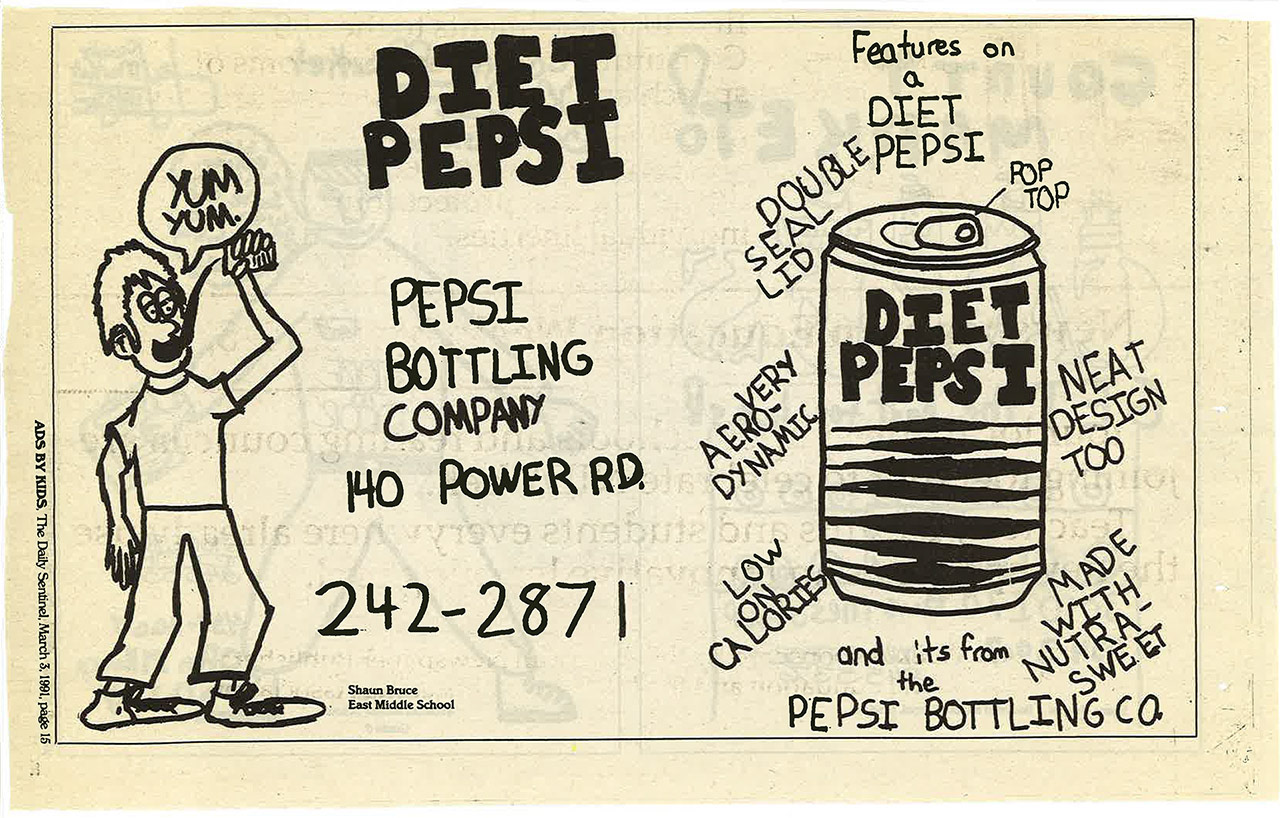 DIET
PEPSI
YUM
YUM.
PEPSI
BOTTLING
COMPANY
140 POWER RD.
242-2871
Shaun Bruce
East Middle School
ADS BY KIDS, The Daily Sentinel, March 3, 1991, page 15
Features on
a
DIET
PEPSI
DOUBLE
SEAL
LID
POP
TOP
DIET
PEPSI
VERY
AERO-
DYNAMIC
NEAT
DESIGN
TOO
LOW
ON
CALORIES
MADE
WITH
NUTRA-
SWEET
and its from
the
PEPSI BOTTLING CO.